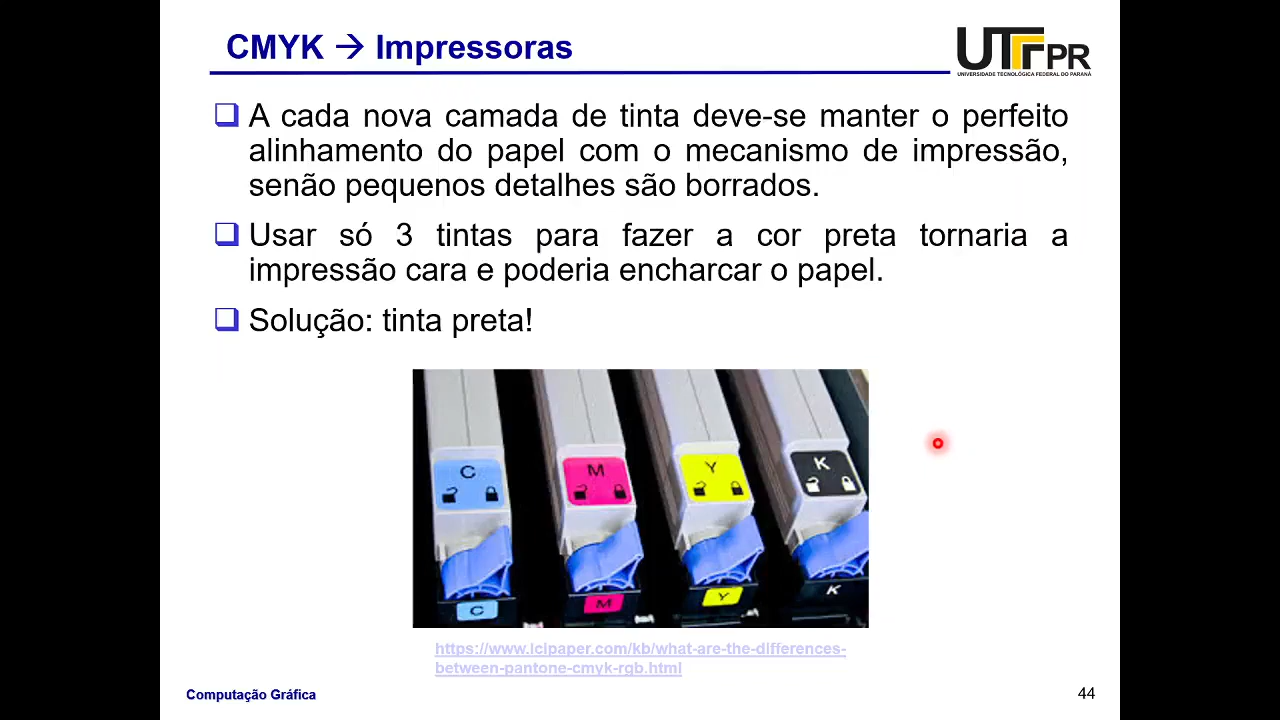 CMYK → Impressoras
UTFPR
UNIVERSIDADE TECNOLÓGICA FEDERAL DO PARANÁ
A cada nova camada de tinta deve-se manter o perfeito
alinhamento do papel com o mecanismo de impressão,
senão pequenos detalhes são borrados.
Usar só 3 tintas para fazer a cor preta tornaria a
impressão cara e poderia encharcar o papel.
Solução: tinta preta!
C M Y K
C M Y K
https://www.lcipaper.com/kb/what-are-the-differences-
between-pantone-cmyk-rgb.html
Computação Gráfica
44